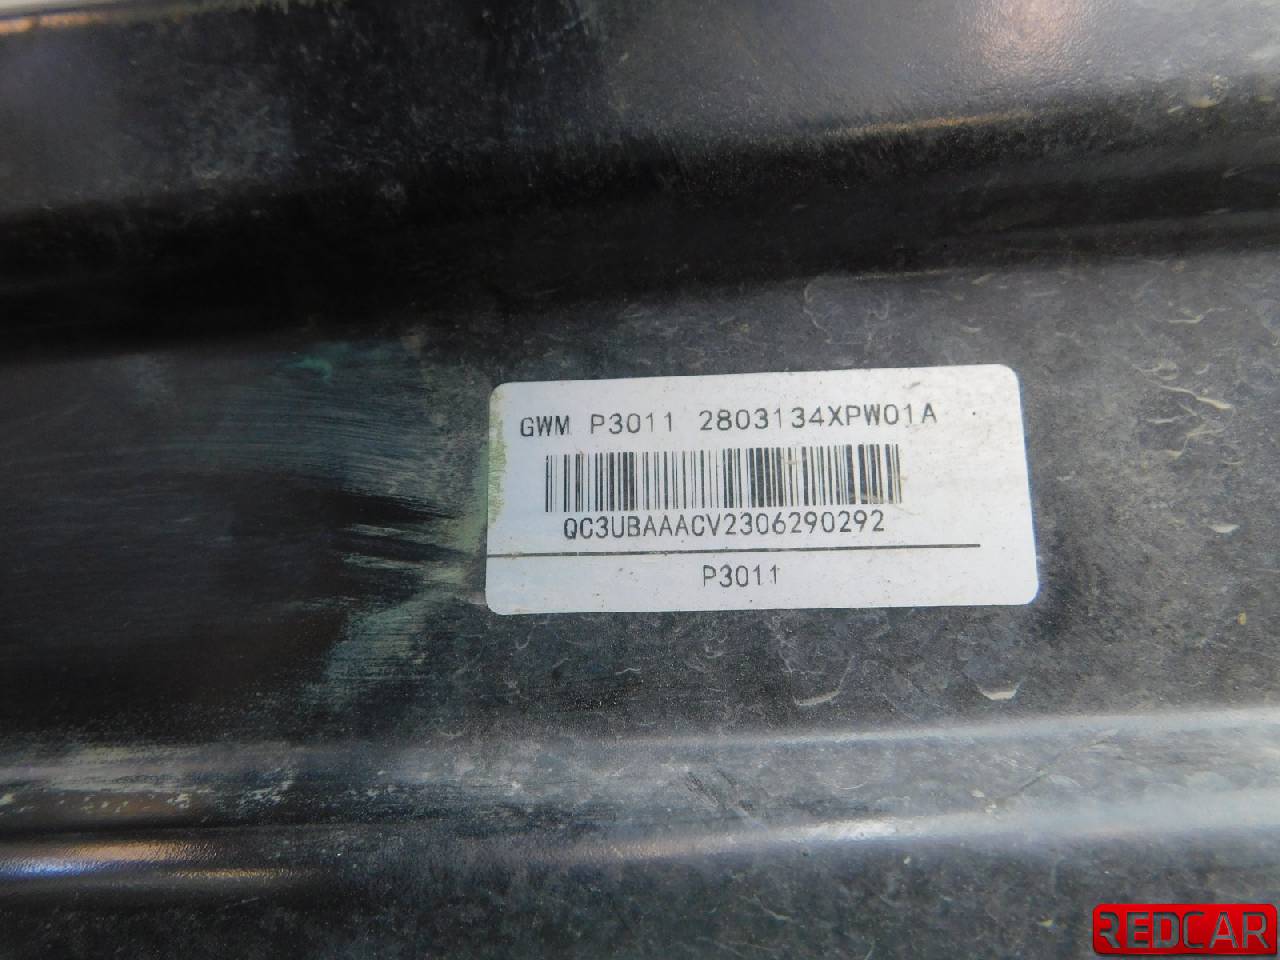 GWM P3011 2803134XPW01A
QC3UBAAACV2306290292
P3011
REDCAR